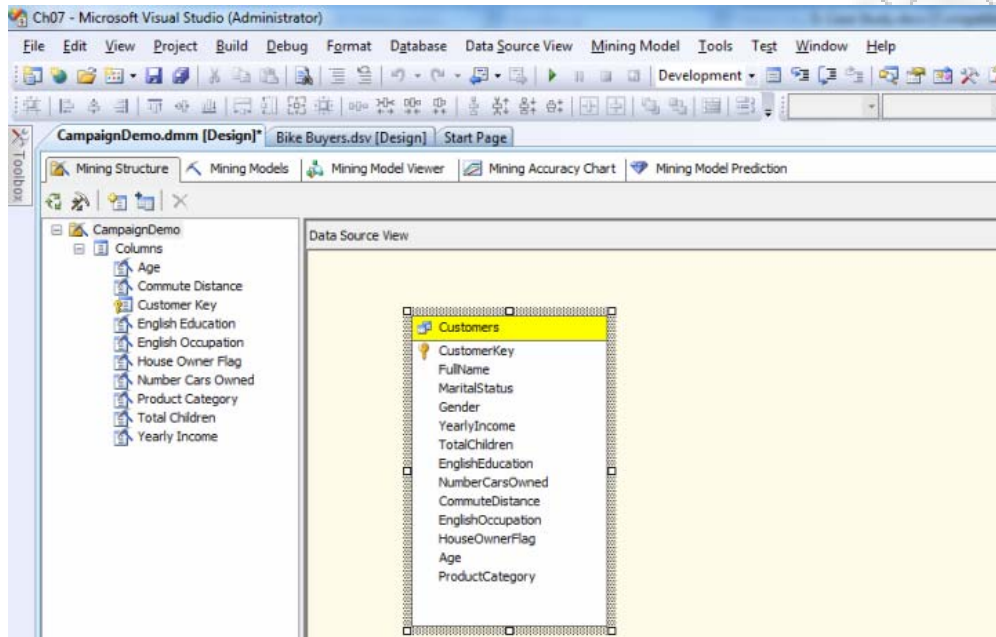 Ch07 - Microsoft Visual Studio (Administrator)
File Edit View Project Build Debug Format Database Data Source View Mining Model Tools Test Window Help
Development
CampaignDemo.dmm [Design]* Bike Buyers.dsv [Design] Start Page
Toolbox
Mining Structure Mining Models Mining Model Viewer Mining Accuracy Chart Mining Model Prediction
CampaignDemo
Columns
Age
Commute Distance
Customer Key
English Education
English Occupation
House Owner Flag
Number Cars Owned
Product Category
Total Children
Yearly Income
Data Source View
Customers
CustomerKey
FullName
MaritalStatus
Gender
YearlyIncome
TotalChildren
EnglishEducation
NumberCarsOwned
CommuteDistance
EnglishOccupation
HouseOwnerFlag
Age
ProductCategory